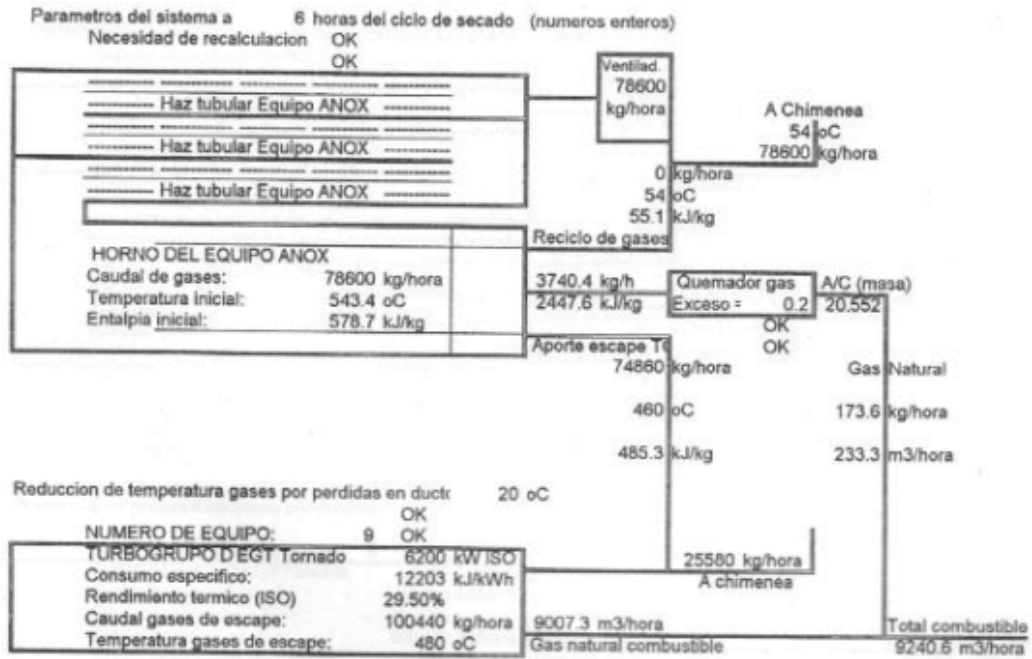 Parametros del sistema a 6 horas del ciclo de secado (numeros enteros)
Necesidad de recalculacion OK
OK
Haz tubular Equipo ANOX
Haz tubular Equipo ANOX
Haz tubular Equipo ANOX
Ventilad.
78600
kg/hora
A Chimenea
54 oC
78600 kg/hora
0 kg/hora
54 oC
55.1 kJ/kg
Reciclo de gases
HORNO DEL EQUIPO ANOX
Caudal de gases: 78600 kg/hora
Temperatura inicial: 543.4 oC
Entalpia inicial: 578.7 kJ/kg
3740.4 kg/h
2447.6 kJ/kg
Quemador gas
Exceso = 0.2
OK
OK
A/C (masa)
20.552
Aporte escape TG
74860 kg/hora
460 oC
485.3 kJ/kg
Gas Natural
173.6 kg/hora
233.3 m3/hora
Reduccion de temperatura gases por perdidas en ducto 20 oC
OK
NUMERO DE EQUIPO: 9 OK
TURBOGRUPO D'EGT Tornado 6200 kW ISO
Consumo especifico: 12203 kJ/kWh
Rendimiento termico (ISO) 29.50%
Caudal gases de escape: 100440 kg/hora
Temperatura gases de escape: 480 oC
25580 kg/hora
A chimenea
9007.3 m3/hora
Gas natural combustible
Total combustible
9240.6 m3/hora